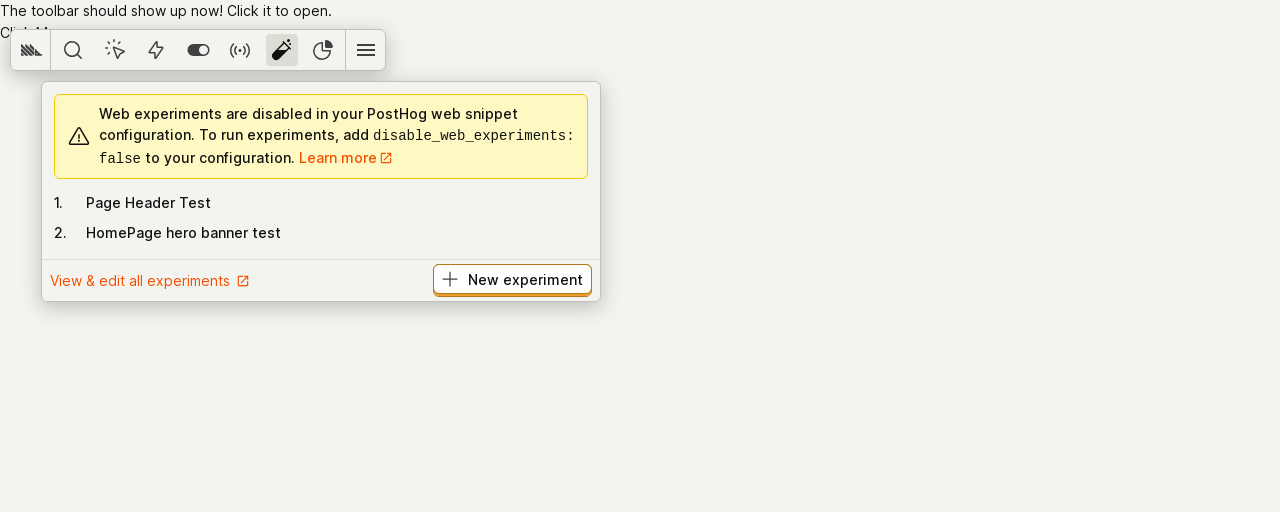 The toolbar should show up now! Click it to open.
Web experiments are disabled in your PostHog web snippet
configuration. To run experiments, add disable_web_experiments:
false to your configuration. Learn more
1. Page Header Test
2. HomePage hero banner test
View & edit all experiments
New experiment